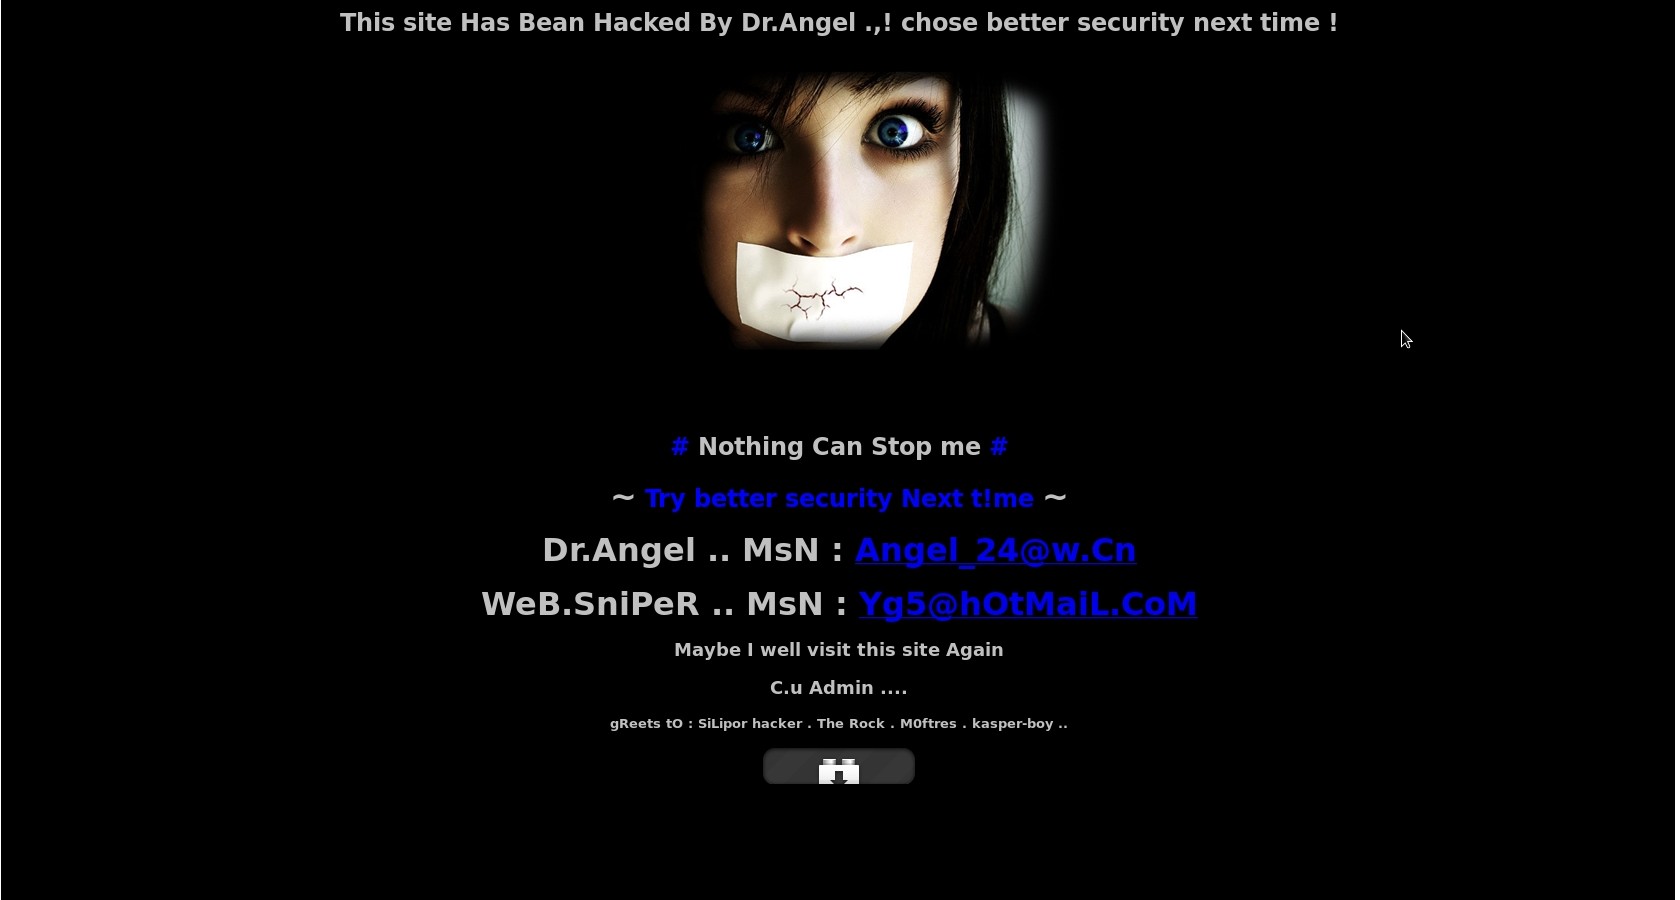 This site Has Bean Hacked By Dr.Angel .,! chose better security next time !
# Nothing Can Stop me #
~ Try better security Next t!me ~
Dr.Angel .. MsN : Angel_24@w.Cn
WeB.SniPeR .. MsN : Yg5@hOtMaiL.CoM
Maybe I well visit this site Again
C.u Admin ....
gReets tO : SiLipor hacker . The Rock . M0ftres . kasper-boy ..